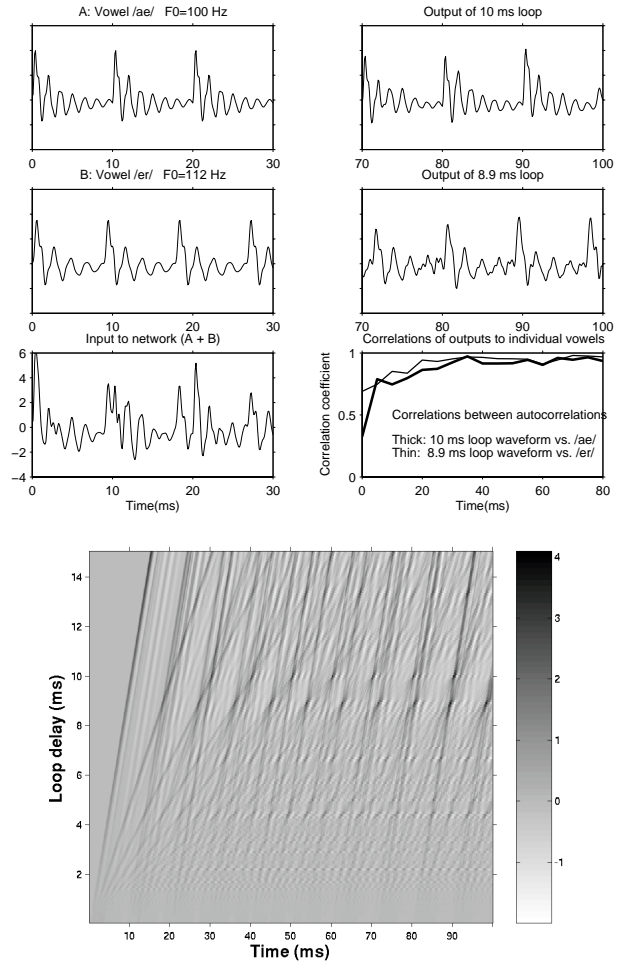 A: Vowel /ae/ F0=100 Hz
0 10 20 30
Output of 10 ms loop
70 80 90 100
B: Vowel /er/ F0=112 Hz
0 10 20 30
Output of 8.9 ms loop
70 80 90 100
Input to network (A + B)
6
4
2
0
−2
−4
0 10 20 30
Time(ms)
Correlations of outputs to individual vowels
Correlation coefficient
1
0.5
0
Correlations between autocorrelations
Thick: 10 ms loop waveform vs. /ae/
Thin: 8.9 ms loop waveform vs. /er/
0 20 40 60 80
Time(ms)
Loop delay (ms)
14
12
10
8
6
4
2
10 20 30 40 50 60 70 80 90
Time (ms)
4
3
2
1
0
-1